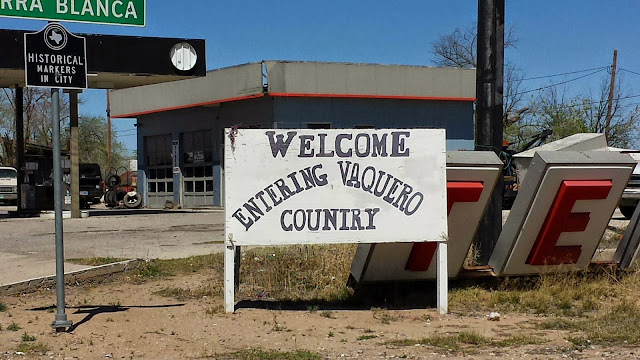 RRA BLANCA
HISTORICAL
MARKERS
IN CITY
WELCOME
ENTERING VAQUERO
COUNTRY
T E